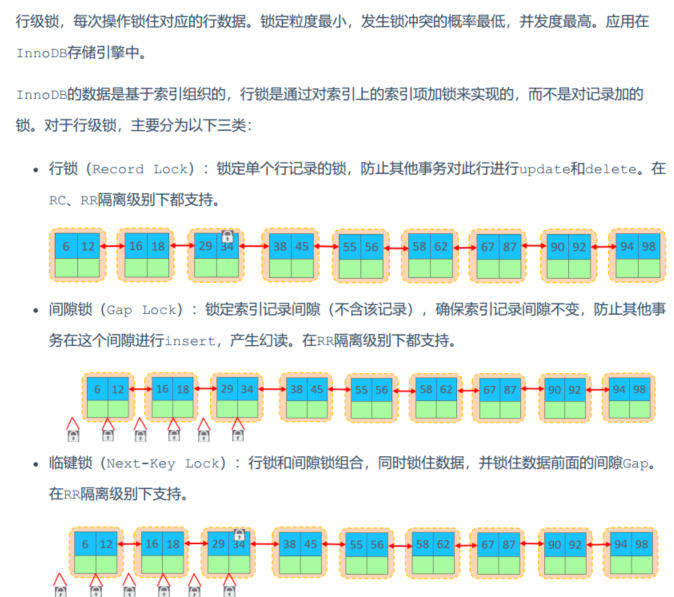 行级锁，每次操作锁住对应的行数据。锁定粒度最小，发生锁冲突的概率最低，并发度最高。应用在
InnoDB存储引擎中。
InnoDB的数据是基于索引组织的，行锁是通过对索引上的索引项加锁来实现的，而不是对记录加的
锁。对于行级锁，主要分为以下三类：
• 行锁（Record Lock）：锁定单个行记录的锁，防止其他事务对此行进行update和delete。在
RC、RR隔离级别下都支持。
6 12 16 18 29 34 38 45 55 56 58 62 67 87 90 92 94 98
• 间隙锁（Gap Lock）：锁定索引记录间隙（不含该记录），确保索引记录间隙不变，防止其他事
务在这个间隙进行insert，产生幻读。在RR隔离级别下都支持。
6 12 16 18 29 34 38 45 55 56 58 62 67 87 90 92 94 98
• 临键锁（Next-Key Lock）：行锁和间隙锁组合，同时锁住数据，并锁住数据前面的间隙Gap。
在RR隔离级别下支持。
6 12 16 18 29 34 38 45 55 56 58 62 67 87 90 92 94 98